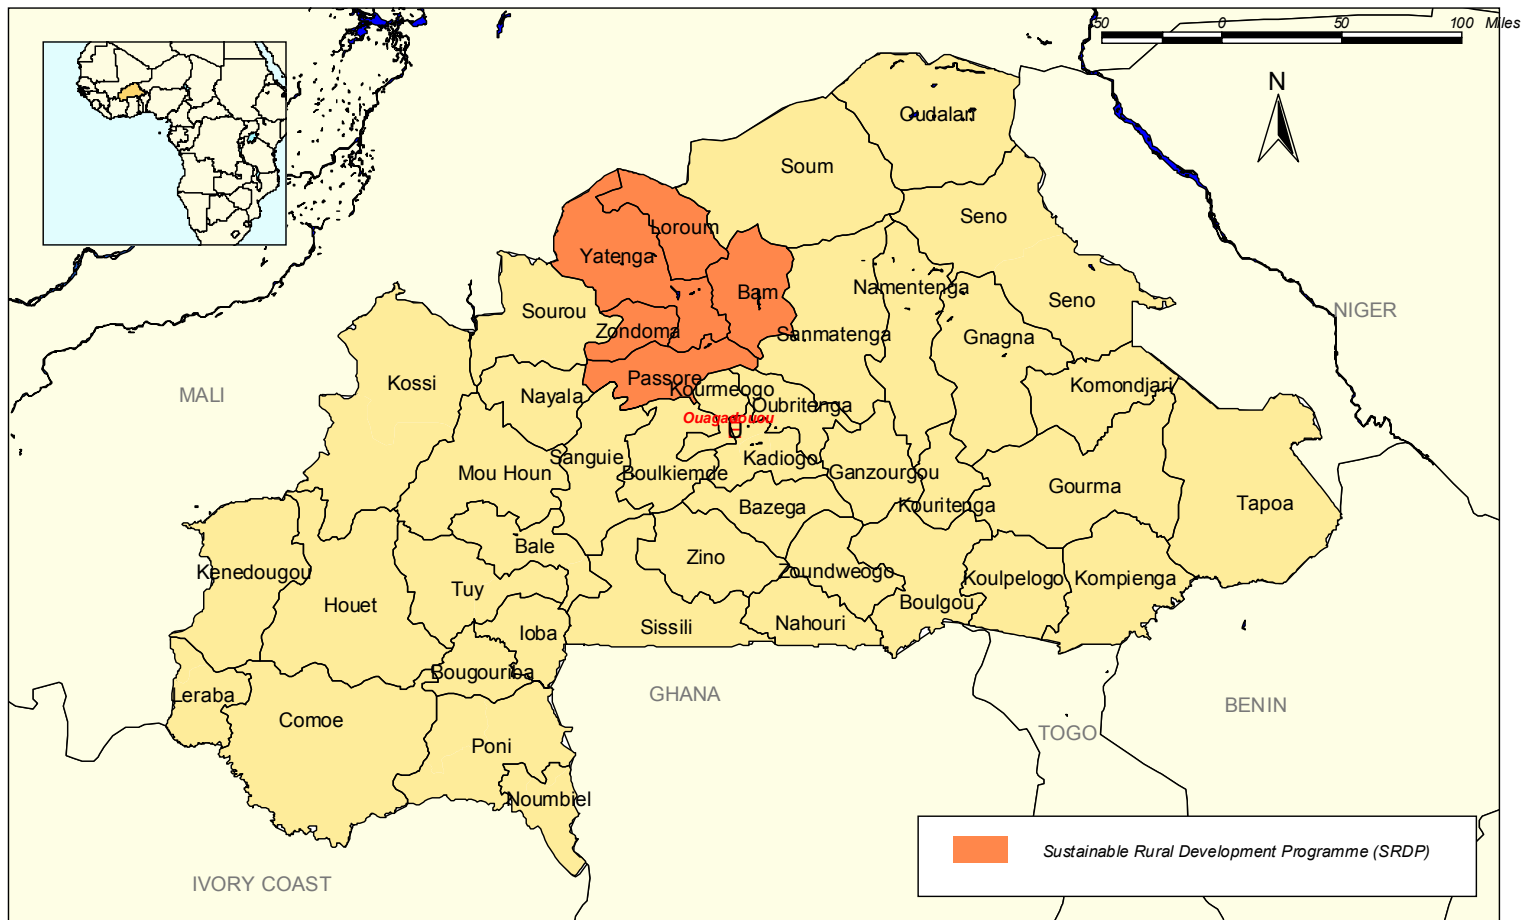 50 0 50 100 Miles
N
Oudalan
Soum
Seno
Loroum
Yatenga
Namentenga
Bam
Seno
Sourou
NIGER
Zondoma
Sanmatenga
Gnagna
Passore
Kossi
Komondjari
Kourmeogo
MALI
Nayala
Oubritenga
Ouagadouou
Sanguie
Kadiogo
Mou Houn
Boulkiemde
Ganzourgou
Gourma
Tapoa
Bazega
Kouritenga
Bale
Zino
Kenedougou
Zoundweogo
Koulpelogo
Kompienga
Tuy
Houet
Boulgou
Ioba
Sissili
Nahouri
Bougouriba
Leraba
GHANA
BENIN
Comoe
TOGO
Poni
Noumbiel
Sustainable Rural Development Programme (SRDP)
IVORY COAST